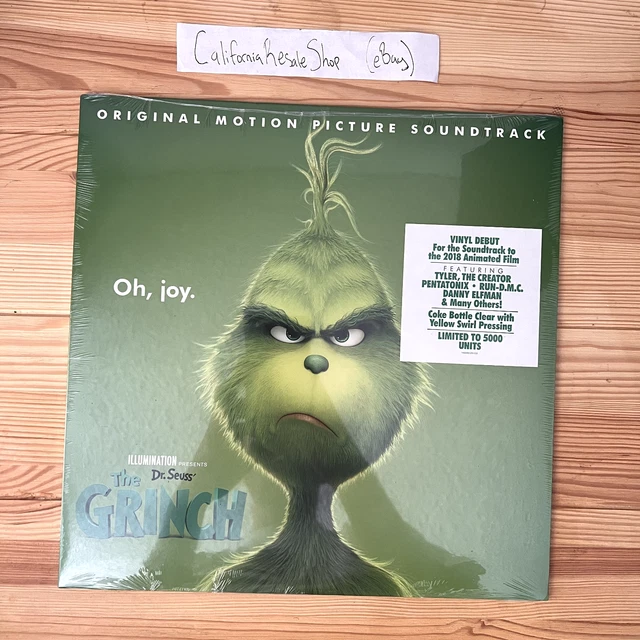 CaliforniaResaleShop (eBay)
ORIGINAL MOTION PICTURE SOUNDTRACK
VINYL DEBUT
For the Soundtrack to
the 2018 Animated Film
FEATURING
TYLER, THE CREATOR
PENTATONIX • RUN-D.M.C.
DANNY ELFMAN
& Many Others!
Coke Bottle Clear with
Yellow Swirl Pressing
LIMITED TO 5000
UNITS
Oh, joy.
ILLUMINATION PRESENTS
Dr. Seuss'
The
GRINCH